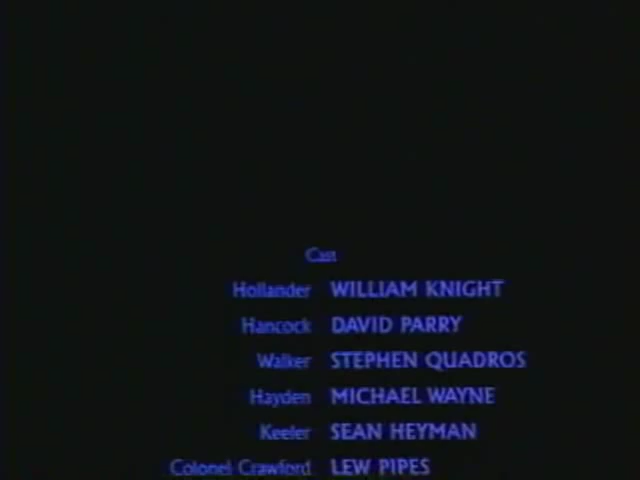 Cast
Hollander WILLIAM KNIGHT
Hancock DAVID PARRY
Walker STEPHEN QUADROS
Hayden MICHAEL WAYNE
Keeler SEAN HEYMAN
Colonel Crawford LEW PIPES